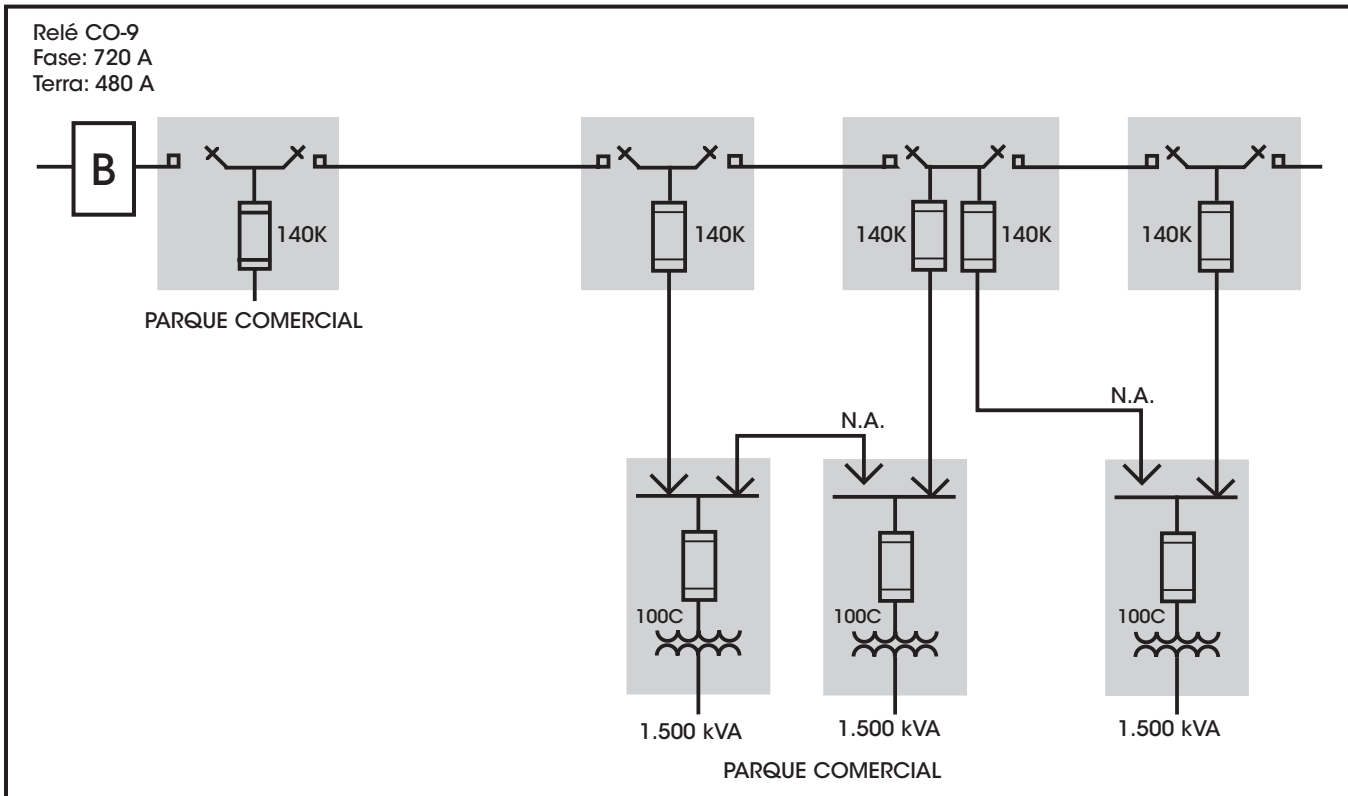 Relé CO-9
Fase: 720 A
Terra: 480 A
B
140K
140K
140K
140K
140K
PARQUE COMERCIAL
N.A.
N.A.
100C
100C
100C
1.500 kVA
1.500 kVA
1.500 kVA
PARQUE COMERCIAL